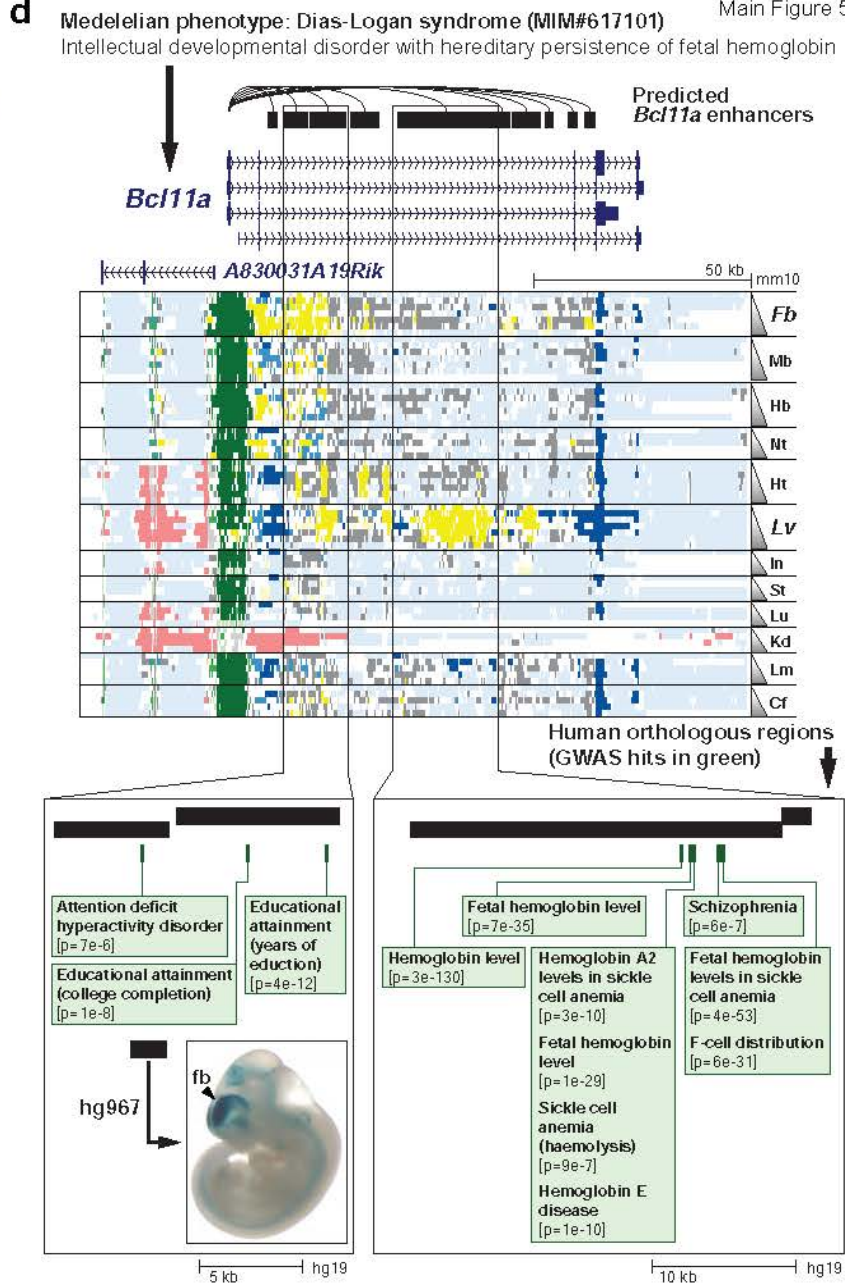 d
Medelelian phenotype: Dias-Logan syndrome (MIM#617101)
Main Figure 5
Intellectual developmental disorder with hereditary persistence of fetal hemoglobin
Predicted
Bcl11a enhancers
Bcl11a
A830031A19Rik
50 kb
mm10
Fb
Mb
Hb
Nt
Ht
Lv
In
St
Lu
Kd
Lm
Cf
Human orthologous regions
(GWAS hits in green)
Attention deficit
hyperactivity disorder
[p=7e-6]
Educational attainment
(college completion)
[p=1e-8]
Educational
attainment
(years of
eduction)
[p=4e-12]
hg967
fb
5 kb
hg19
Fetal hemoglobin level
[p=7e-35]
Hemoglobin level
[p=3e-130]
Hemoglobin A2
levels in sickle
cell anemia
[p=3e-10]
Fetal hemoglobin
level
[p=1e-29]
Sickle cell
anemia
(haemolysis)
[p=9e-7]
Hemoglobin E
disease
[p=1e-10]
Schizophrenia
[p=6e-7]
Fetal hemoglobin
levels in sickle
cell anemia
[p=4e-53]
F-cell distribution
[p=6e-31]
10 kb
hg19